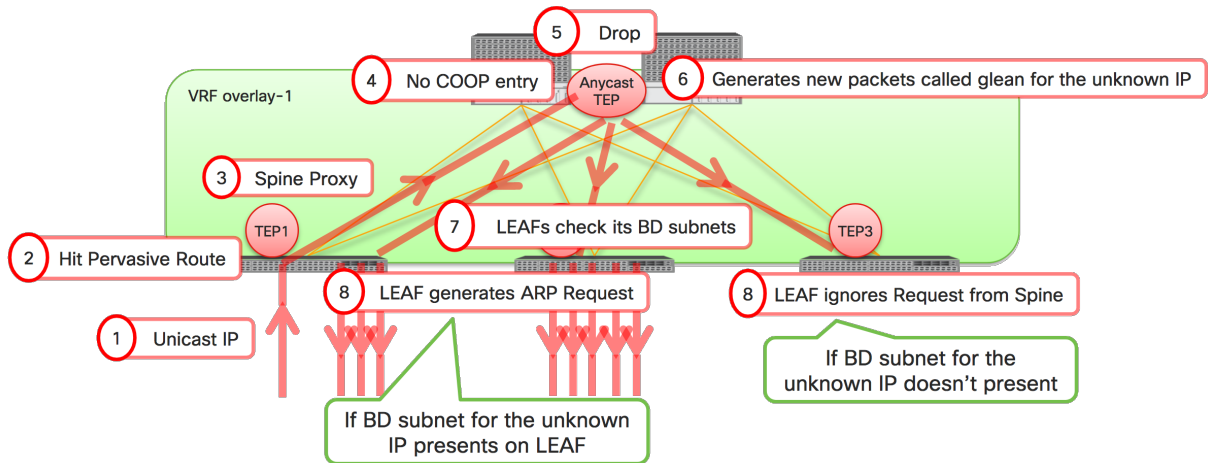 5 Drop
4 No COOP entry
Anycast
TEP
6 Generates new packets called glean for the unknown IP
VRF overlay-1
3 Spine Proxy
TEP1
7 LEAFs check its BD subnets
TEP3
2 Hit Pervasive Route
8 LEAF generates ARP Request
8 LEAF ignores Request from Spine
1 Unicast IP
If BD subnet for the
unknown IP doesn't present
If BD subnet for the unknown
IP presents on LEAF